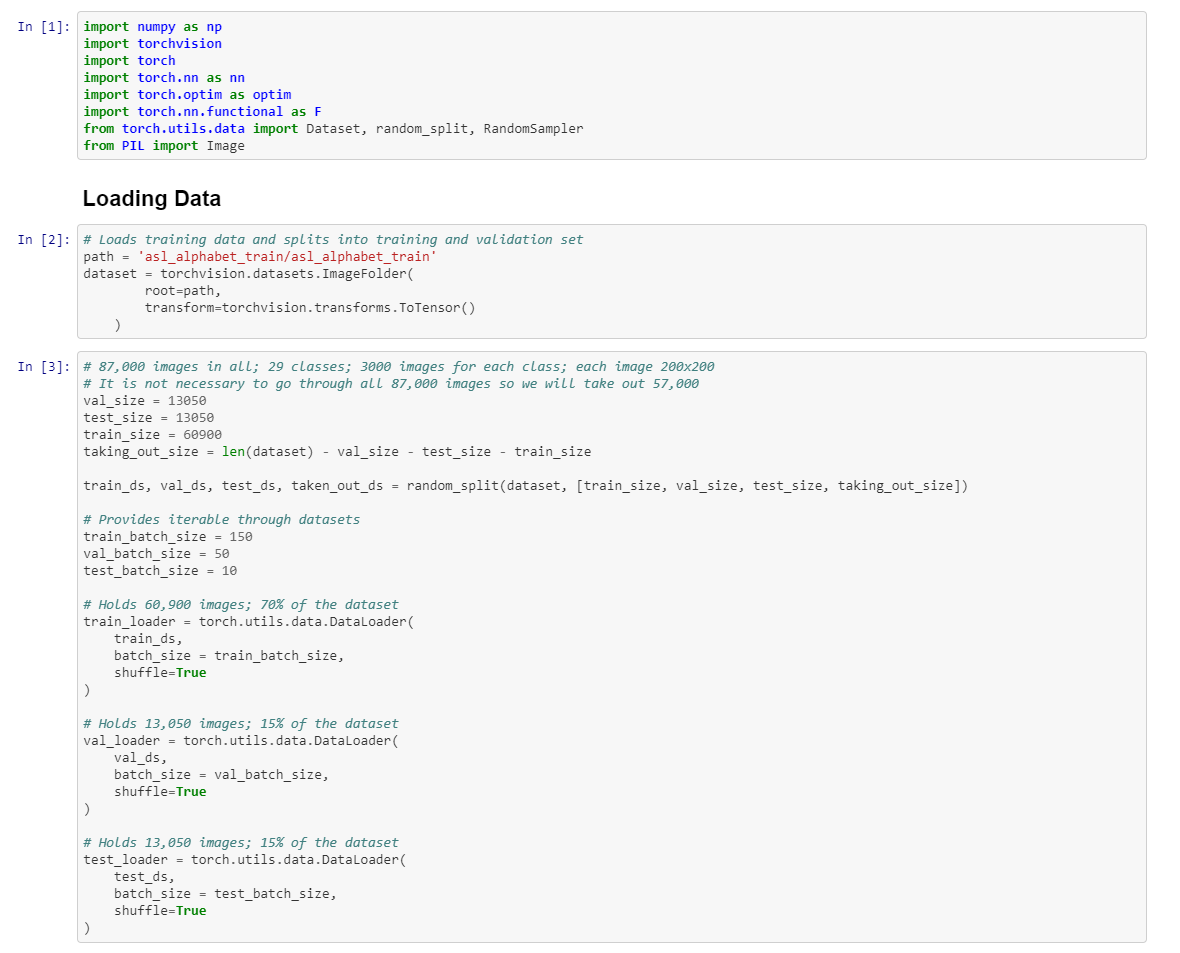 In [1]: import numpy as np
import torchvision
import torch
import torch.nn as nn
import torch.optim as optim
import torch.nn.functional as F
from torch.utils.data import Dataset, random_split, RandomSampler
from PIL import Image
Loading Data
In [2]: # Loads training data and splits into training and validation set
path = 'asl_alphabet_train/asl_alphabet_train'
dataset = torchvision.datasets.ImageFolder(
        root=path,
        transform=torchvision.transforms.ToTensor()
    )
In [3]: # 87,000 images in all; 29 classes; 3000 images for each class; each image 200x200
# It is not necessary to go through all 87,000 images so we will take out 57,000
val_size = 13050
test_size = 13050
train_size = 60900
taking_out_size = len(dataset) - val_size - test_size - train_size
train_ds, val_ds, test_ds, taken_out_ds = random_split(dataset, [train_size, val_size, test_size, taking_out_size])
# Provides iterable through datasets
train_batch_size = 150
val_batch_size = 50
test_batch_size = 10
# Holds 60,900 images; 70% of the dataset
train_loader = torch.utils.data.DataLoader(
    train_ds,
    batch_size = train_batch_size,
    shuffle=True
)
# Holds 13,050 images; 15% of the dataset
val_loader = torch.utils.data.DataLoader(
    val_ds,
    batch_size = val_batch_size,
    shuffle=True
)
# Holds 13,050 images; 15% of the dataset
test_loader = torch.utils.data.DataLoader(
    test_ds,
    batch_size = test_batch_size,
    shuffle=True
)